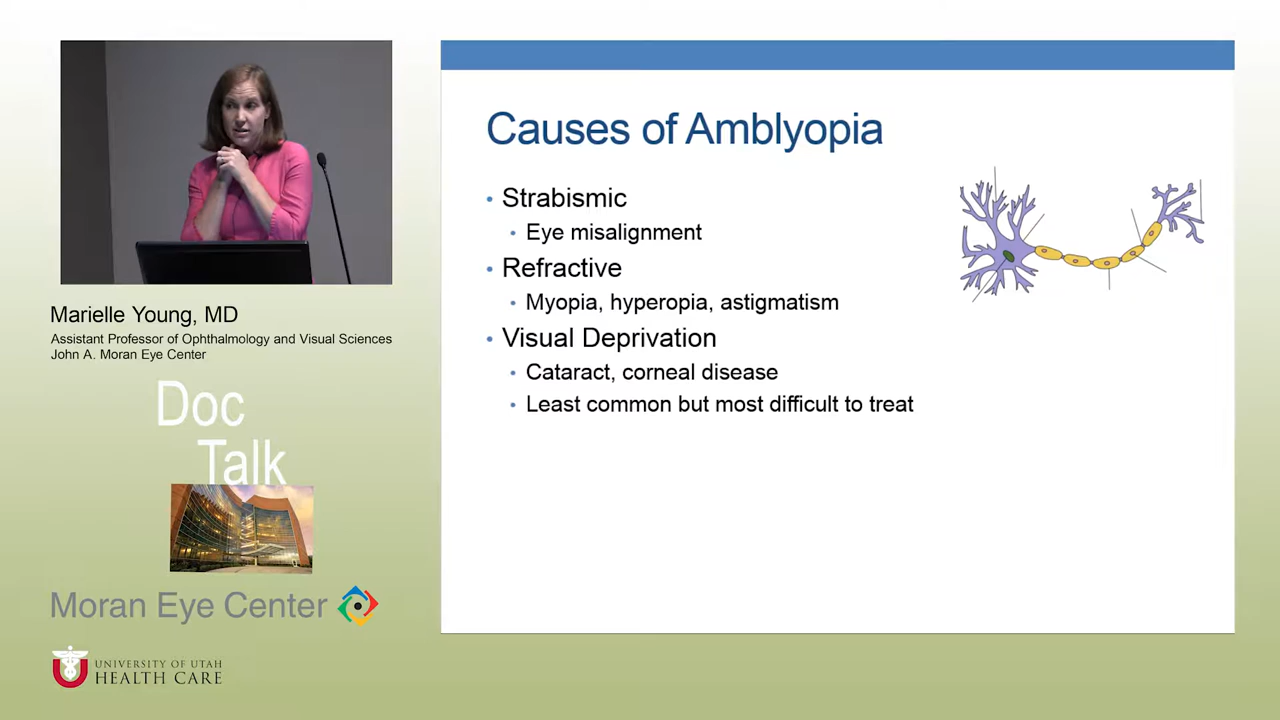 Marielle Young, MD
Assistant Professor of Ophthalmology and Visual Sciences
John A. Moran Eye Center
Doc
Talk
Moran Eye Center
UNIVERSITY OF UTAH
HEALTH CARE
Causes of Amblyopia
• Strabismic
• Eye misalignment
• Refractive
• Myopia, hyperopia, astigmatism
• Visual Deprivation
• Cataract, corneal disease
• Least common but most difficult to treat